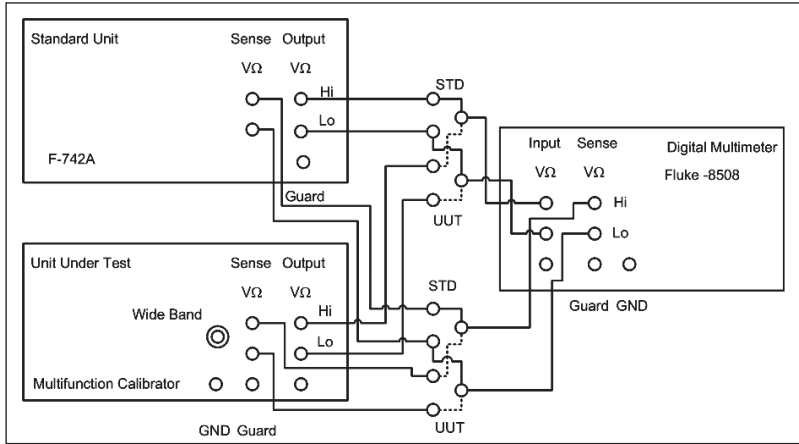 Standard Unit
Sense Output
VΩ VΩ
Hi
Lo
F-742A
Guard
STD
UUT
Input Sense
Digital Multimeter
VΩ VΩ
Fluke -8508
Hi
Lo
Guard GND
Unit Under Test
Sense Output
VΩ VΩ
Wide Band
Hi
Lo
Multifunction Calibrator
GND Guard
STD
UUT